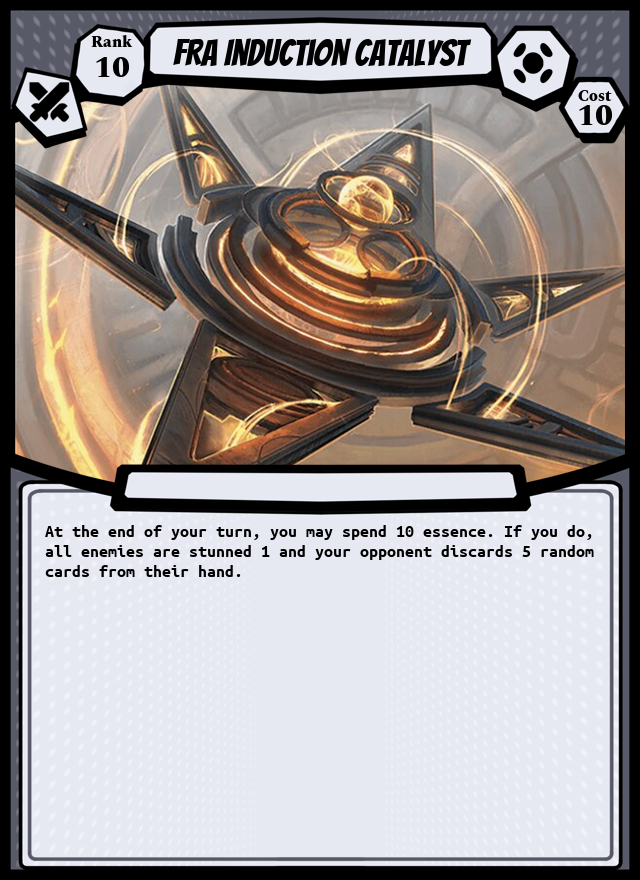 Rank
10
FRA INDUCTION CATALYST
Cost
10
At the end of your turn, you may spend 10 essence. If you do,
all enemies are stunned 1 and your opponent discards 5 random
cards from their hand.